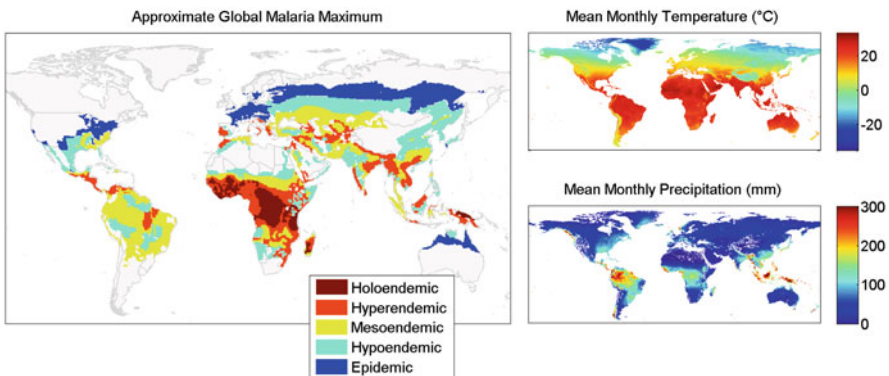 Approximate Global Malaria Maximum
Holoendemic
Hyperendemic
Mesoendemic
Hypoendemic
Epidemic
Mean Monthly Temperature (°C)
20
0
-20
Mean Monthly Precipitation (mm)
300
200
100
0